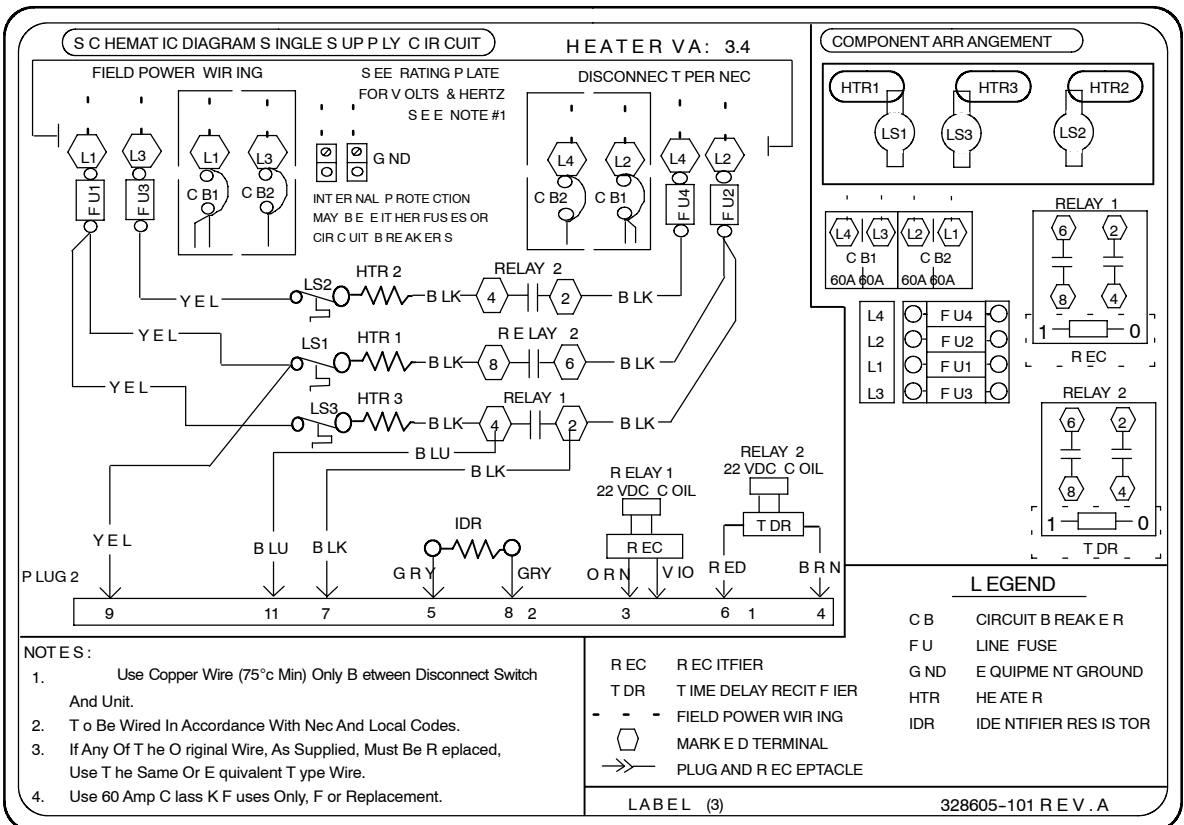 SCHEMATIC DIAGRAM SINGLE SUPPLY CIRCUIT
HEATER VA: 3.4
FIELD POWER WIRING
SEE RATING PLATE
FOR VOLTS & HERTZ
SEE NOTE #1
DISCONNECT PER NEC
L1
L3
L1
L3
GND
L4
L2
L4
L2
FU1
FU3
CB1
CB2
CB2
CB1
FU4
FU2
INTERNAL PROTECTION
MAY BE EITHER FUSES OR
CIRCUIT BREAKERS
YEL
LS2
HTR 2
BLK
4
RELAY 2
2
BLK
YEL
LS1
HTR 1
BLK
8
RELAY 2
6
BLK
YEL
LS3
HTR 3
BLK
4
RELAY 1
2
BLK
BLU
BLK
RELAY 1
22 VDC COIL
REC
RELAY 2
22 VDC COIL
TDR
YEL
BLU
BLK
IDR
GRY
GRY
ORN
VIO
RED
BRN
PLUG 2
9
11
7
5
8
2
3
6
1
4
COMPONENT ARRANGEMENT
HTR1
HTR3
HTR2
LS1
LS3
LS2
L4
L3
L2
L1
CB1
CB2
60A
60A
60A
60A
L4
FU4
L2
FU2
L1
FU1
L3
FU3
RELAY 1
6
2
8
4
1
0
REC
RELAY 2
6
2
8
4
1
0
TDR
NOTES:
1. Use Copper Wire (75°c Min) Only Between Disconnect Switch
And Unit.
2. To Be Wired In Accordance With Nec And Local Codes.
3. If Any Of The Original Wire, As Supplied, Must Be Replaced,
Use The Same Or Equivalent Type Wire.
4. Use 60 Amp Class K Fuses Only, For Replacement.
LEGEND
REC RECITFIER
TDR TIME DELAY RECITFIER
FIELD POWER WIRING
MARKED TERMINAL
PLUG AND RECEPTACLE
CB CIRCUIT BREAKER
FU LINE FUSE
GND EQUIPMENT GROUND
HTR HEATER
IDR IDENTIFIER RESISTOR
LABEL (3)
328605-101 REV. A